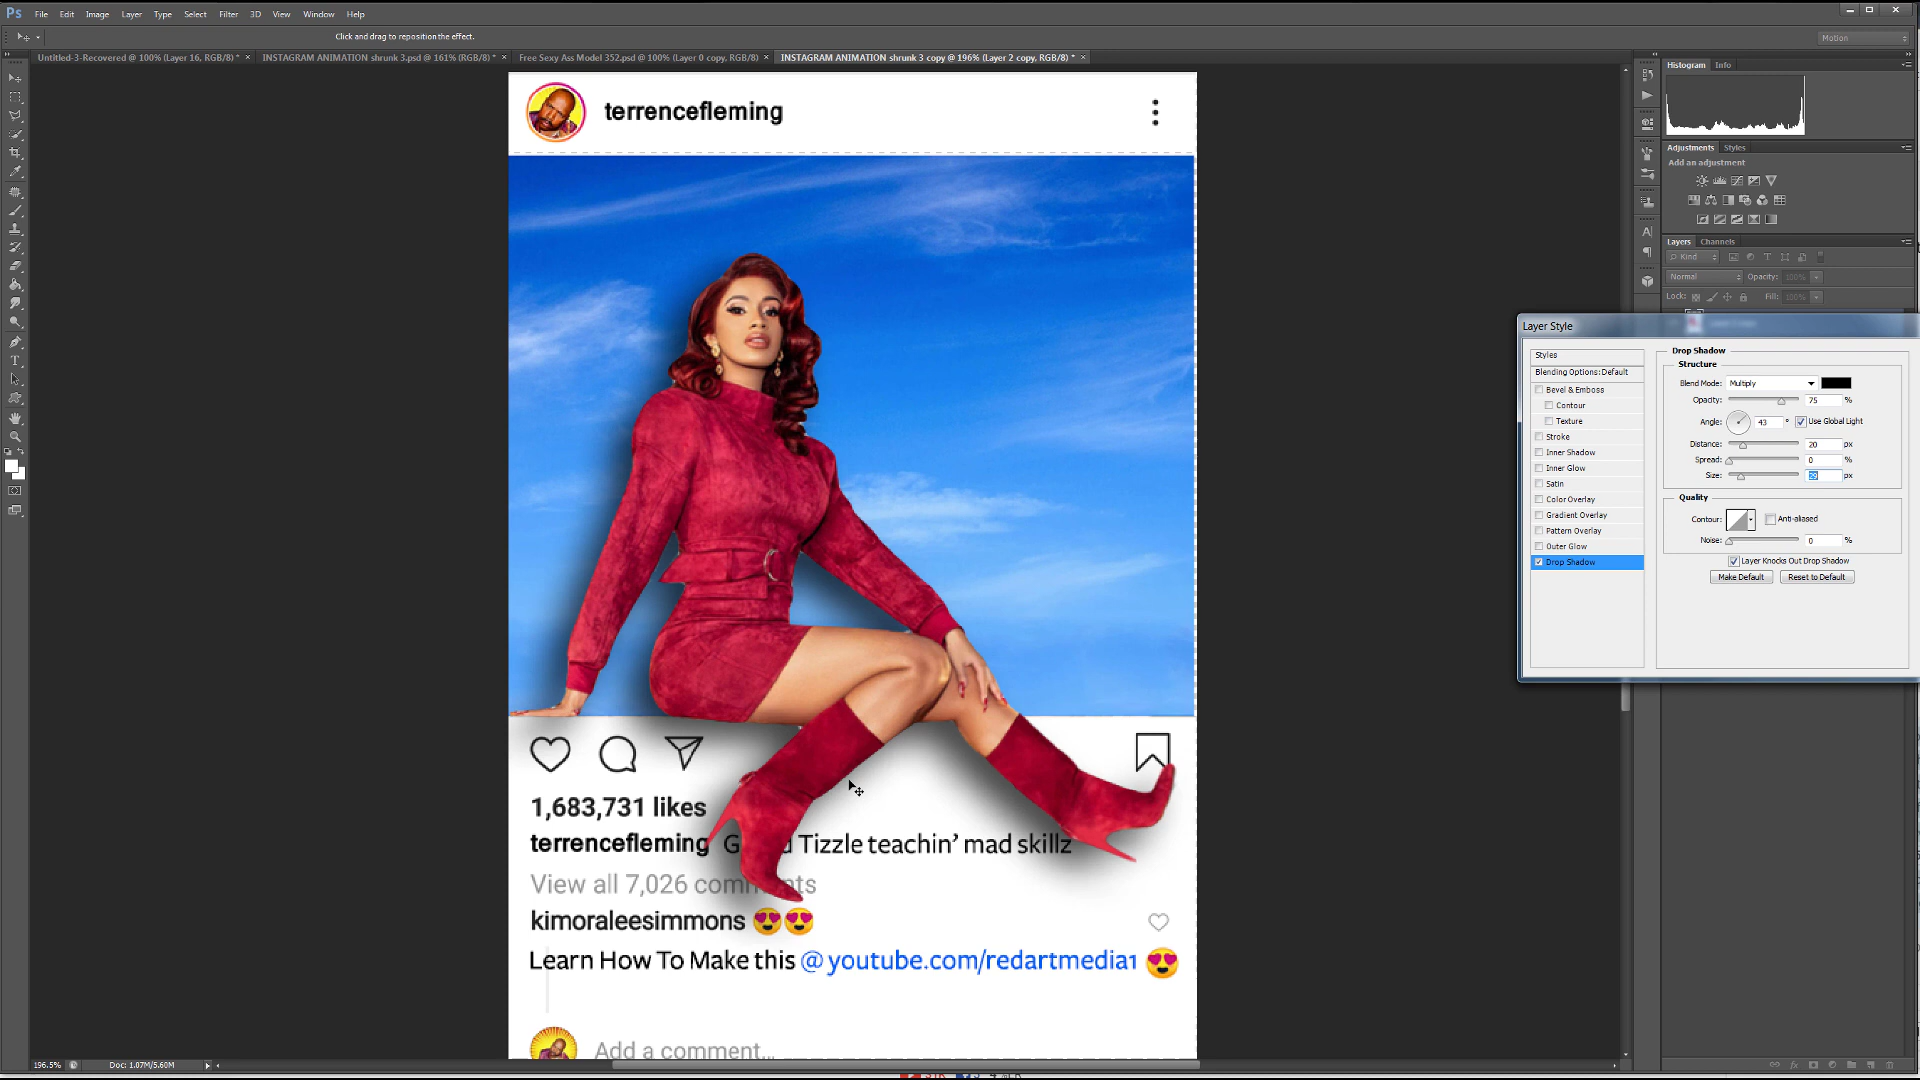 Ps File Edit Image Layer Type Select Filter 3D View Window Help
Click and drag to reposition the effect.
Motion
Untitled-3-Recovered @ 100% (Layer 16, RGB/8) * ×
INSTAGRAM ANIMATION shrunk 3.psd @ 161% (RGB/8) * ×
Free Sexy Ass Model 352.psd @ 100% (Layer 0 copy, RGB/8) ×
INSTAGRAM ANIMATION shrunk 3 copy @ 196% (Layer 2 copy, RGB/8) * ×
Histogram Info
Adjustments Styles
Add an adjustment
Layers Channels
Kind
Normal Opacity: 100%
Lock: Fill: 100%
terrencefleming
1,683,731 likes
terrencefleming G d Tizzle teachin’ mad skillz
View all 7,026 comments
kimoraleesimmons 😍😍
Learn How To Make this @youtube.com/redartmedia1 😍
Add a comment...
Layer Style
Styles
Blending Options:Default
Bevel & Emboss
Contour
Texture
Stroke
Inner Shadow
Inner Glow
Satin
Color Overlay
Gradient Overlay
Pattern Overlay
Outer Glow
Drop Shadow
Drop Shadow
Structure
Blend Mode: Multiply
Opacity: 75 %
Angle: 43 ° Use Global Light
Distance: 20 px
Spread: 0 %
Size: 29 px
Quality
Contour: Anti-aliased
Noise: 0 %
Layer Knocks Out Drop Shadow
Make Default Reset to Default
196.5% Doc: 1.07M/5.60M